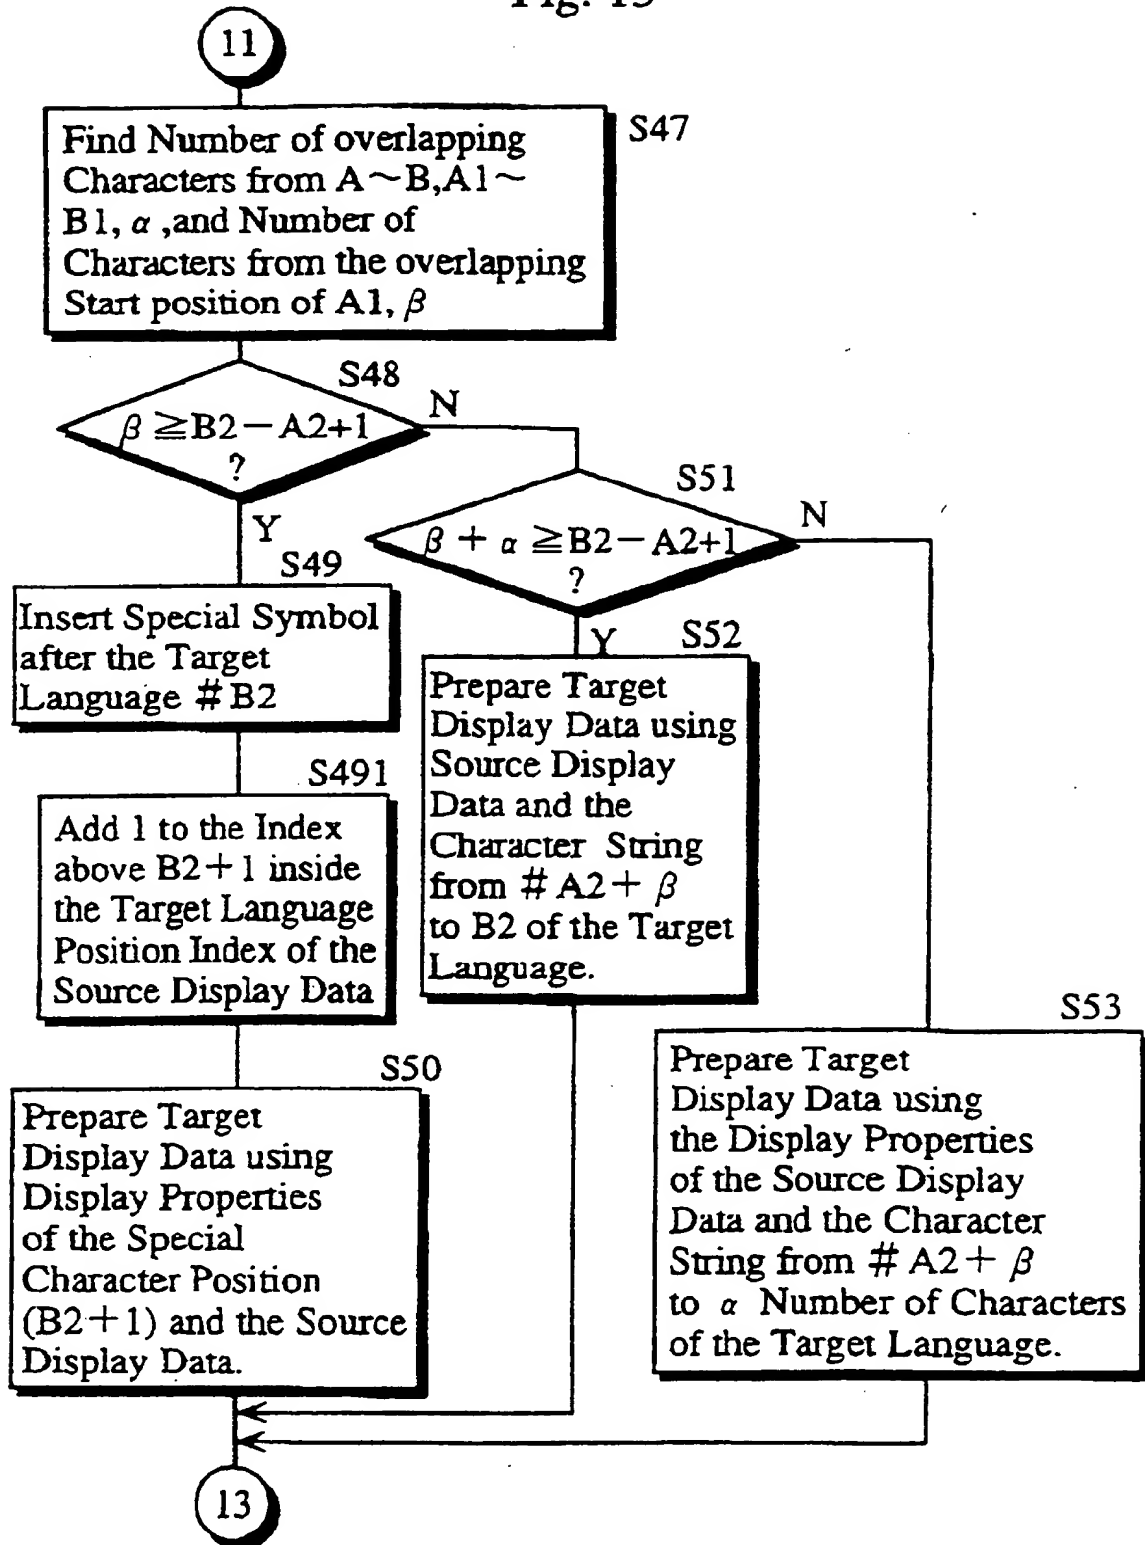 11
S47
Find Number of overlapping
Characters from A~B,A1~
B1, α ,and Number of
Characters from the overlapping
Start position of A1, β
S48
N
β ≧B2−A2+1
?
Y
S51
N
β + α ≧B2−A2+1
?
Y
S49
Insert Special Symbol
after the Target
Language #B2
S491
Add 1 to the Index
above B2+1 inside
the Target Language
Position Index of the
Source Display Data
S50
Prepare Target
Display Data using
Display Properties
of the Special
Character Position
(B2+1) and the Source
Display Data.
S52
Prepare Target
Display Data using
Source Display
Data and the
Character String
from # A2+ β
to B2 of the Target
Language.
S53
Prepare Target
Display Data using
the Display Properties
of the Source Display
Data and the Character
String from # A2+ β
to α Number of Characters
of the Target Language.
13